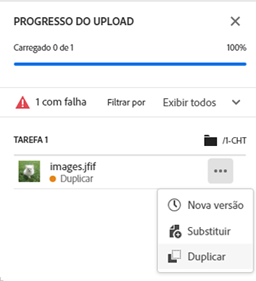 PROGRESSO DO UPLOAD
Carregado 0 de 1 100%
1 com falha Filtrar por Exibir todos
TAREFA 1 /1-CHT
images.jfif
Duplicar
Nova versão
Substituir
Duplicar